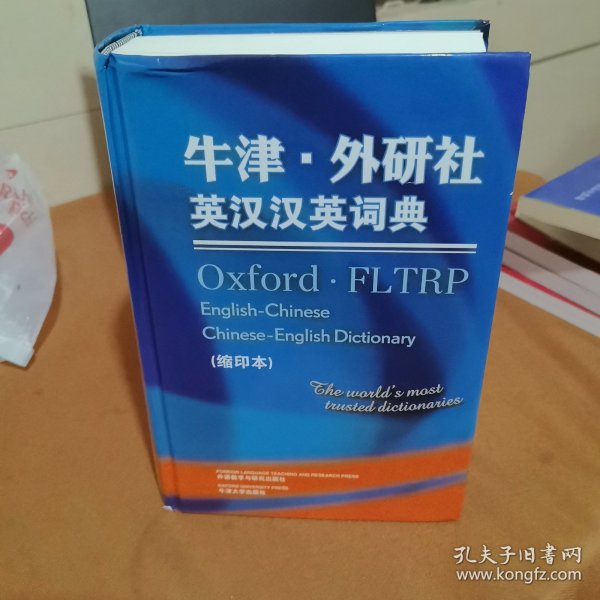 牛津·外研社
英汉汉英词典
Oxford · FLTRP
English-Chinese
Chinese-English Dictionary
(缩印本)
The world's most
trusted dictionaries
FOREIGN LANGUAGE TEACHING AND RESEARCH PRESS
外语教学与研究出版社
OXFORD UNIVERSITY PRESS
牛津大学出版社
孔夫子旧书网
www.kongfz.com